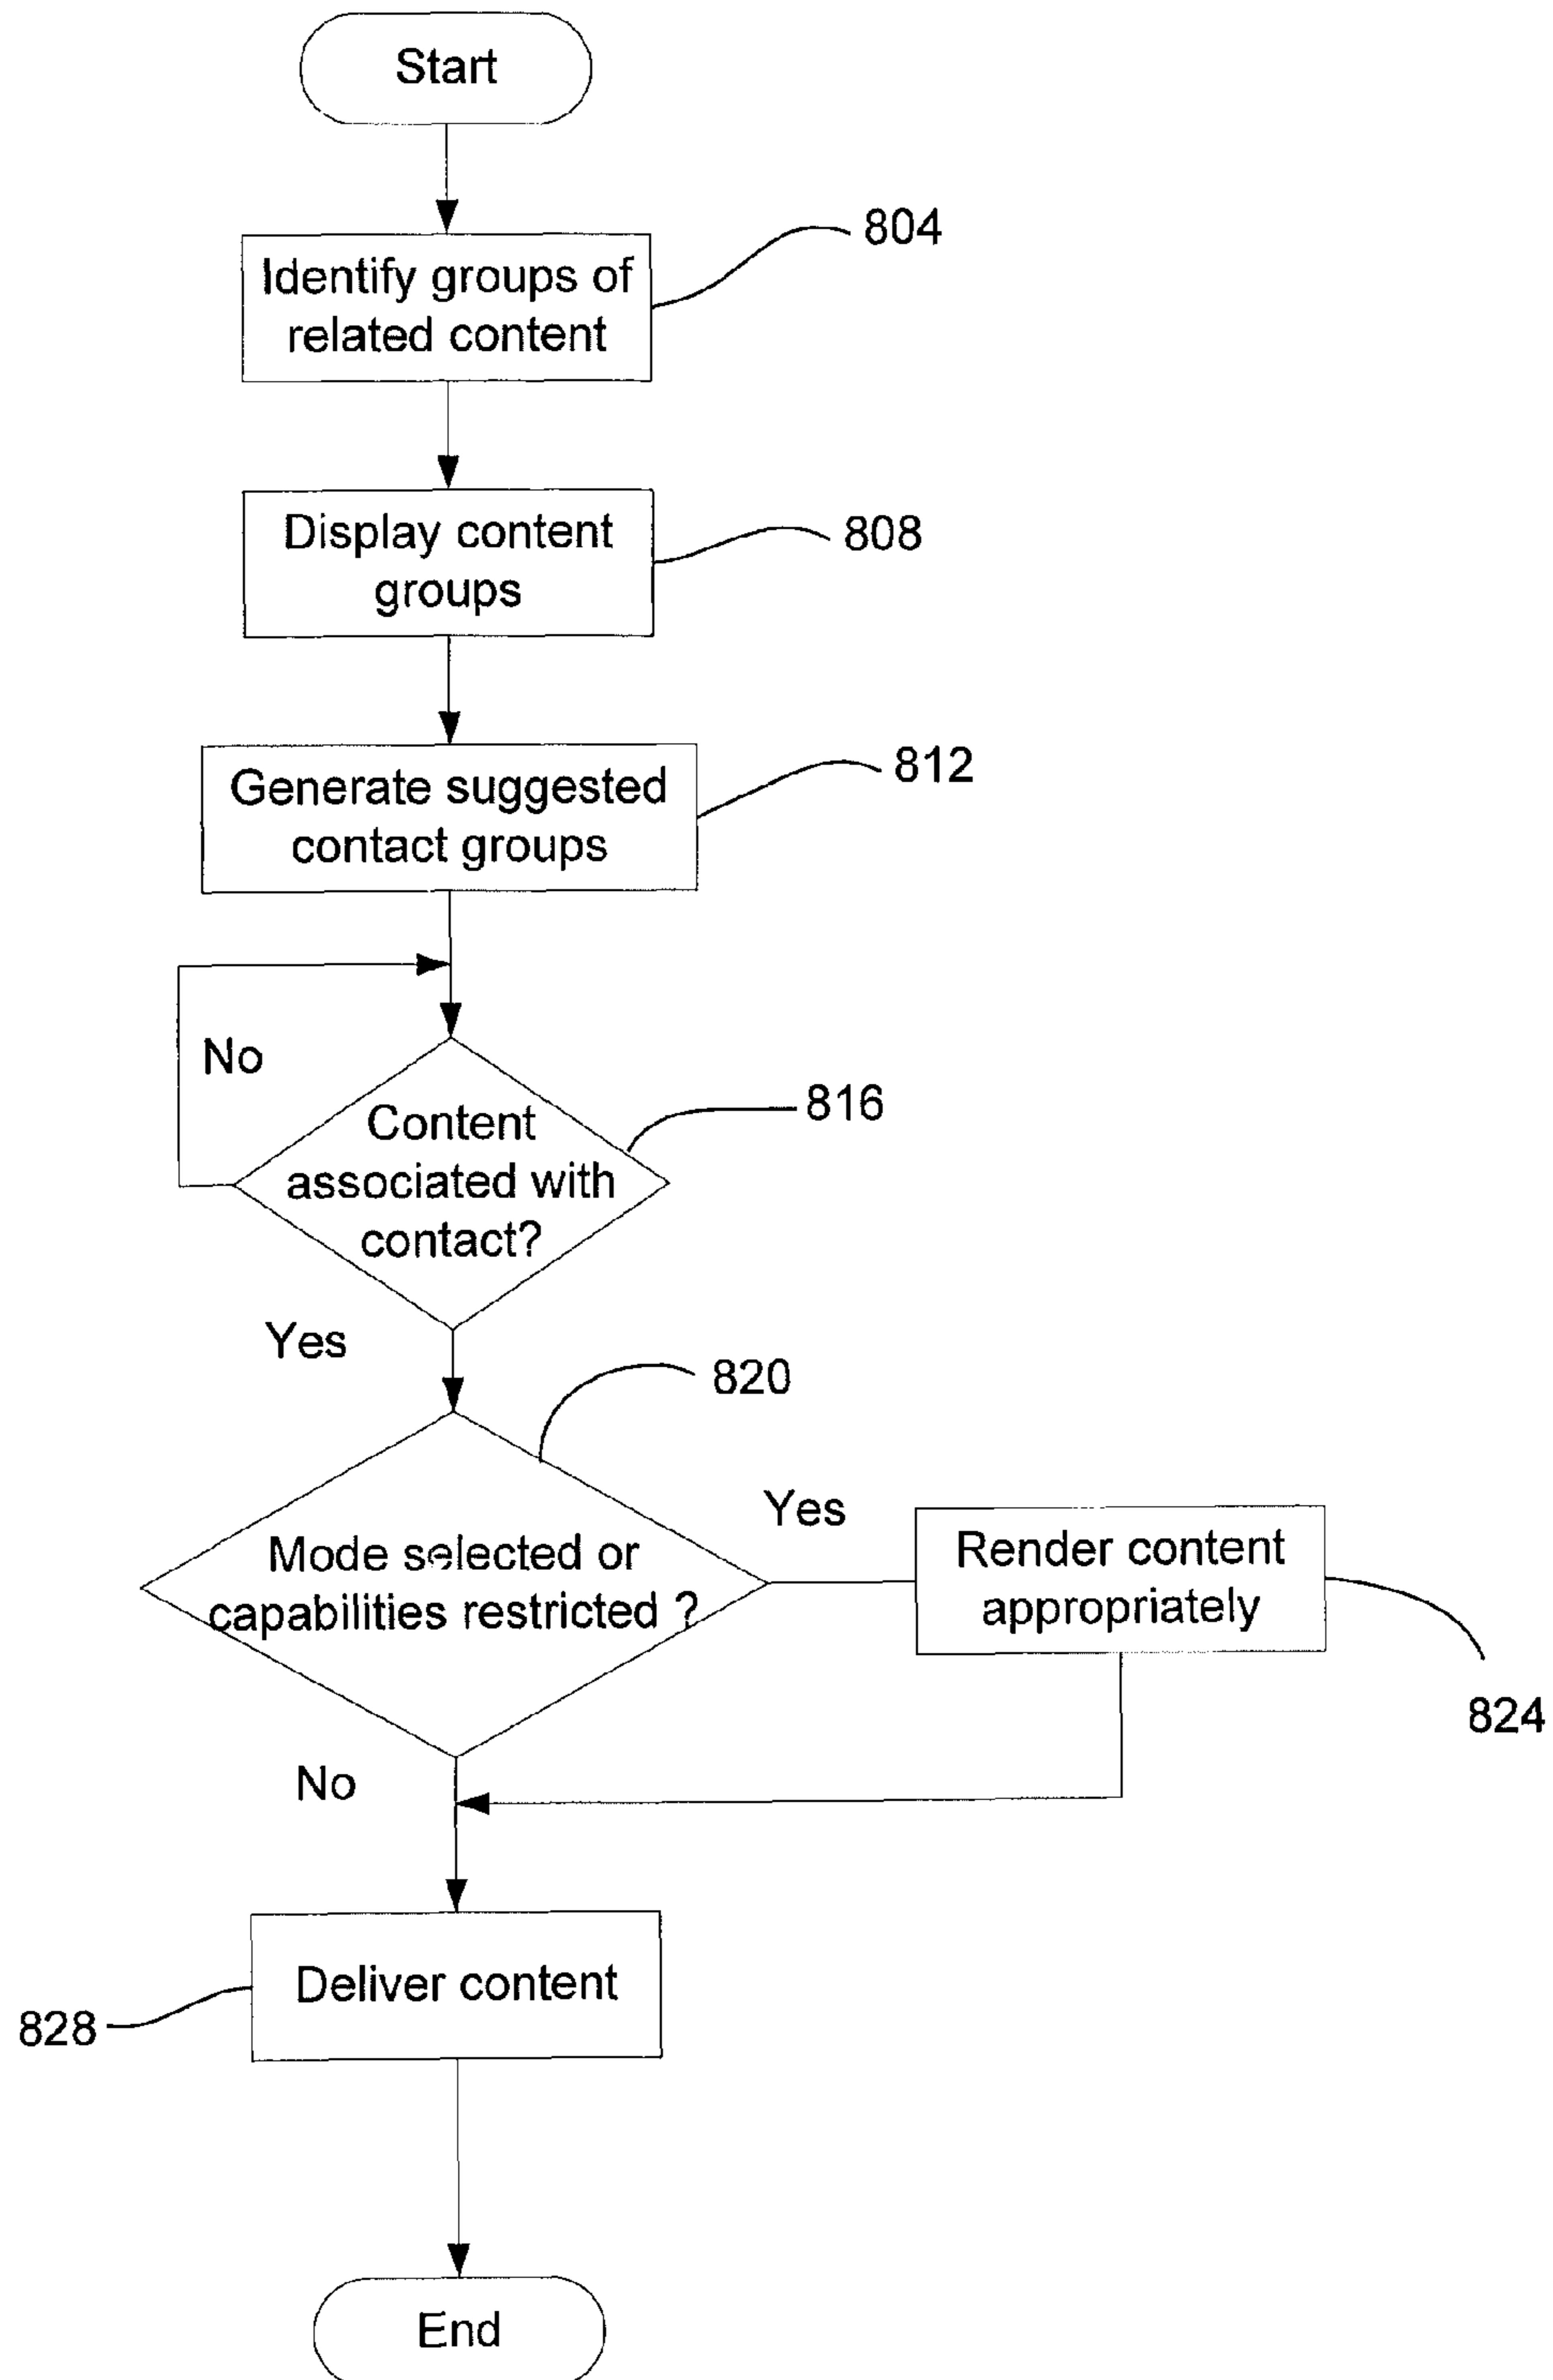 Start
804
Identify groups of
related content
808
Display content
groups
812
Generate suggested
contact groups
No
816
Content
associated with
contact?
Yes
820
Yes
Mode selected or
capabilities restricted ?
Render content
appropriately
824
No
Deliver content
828
End